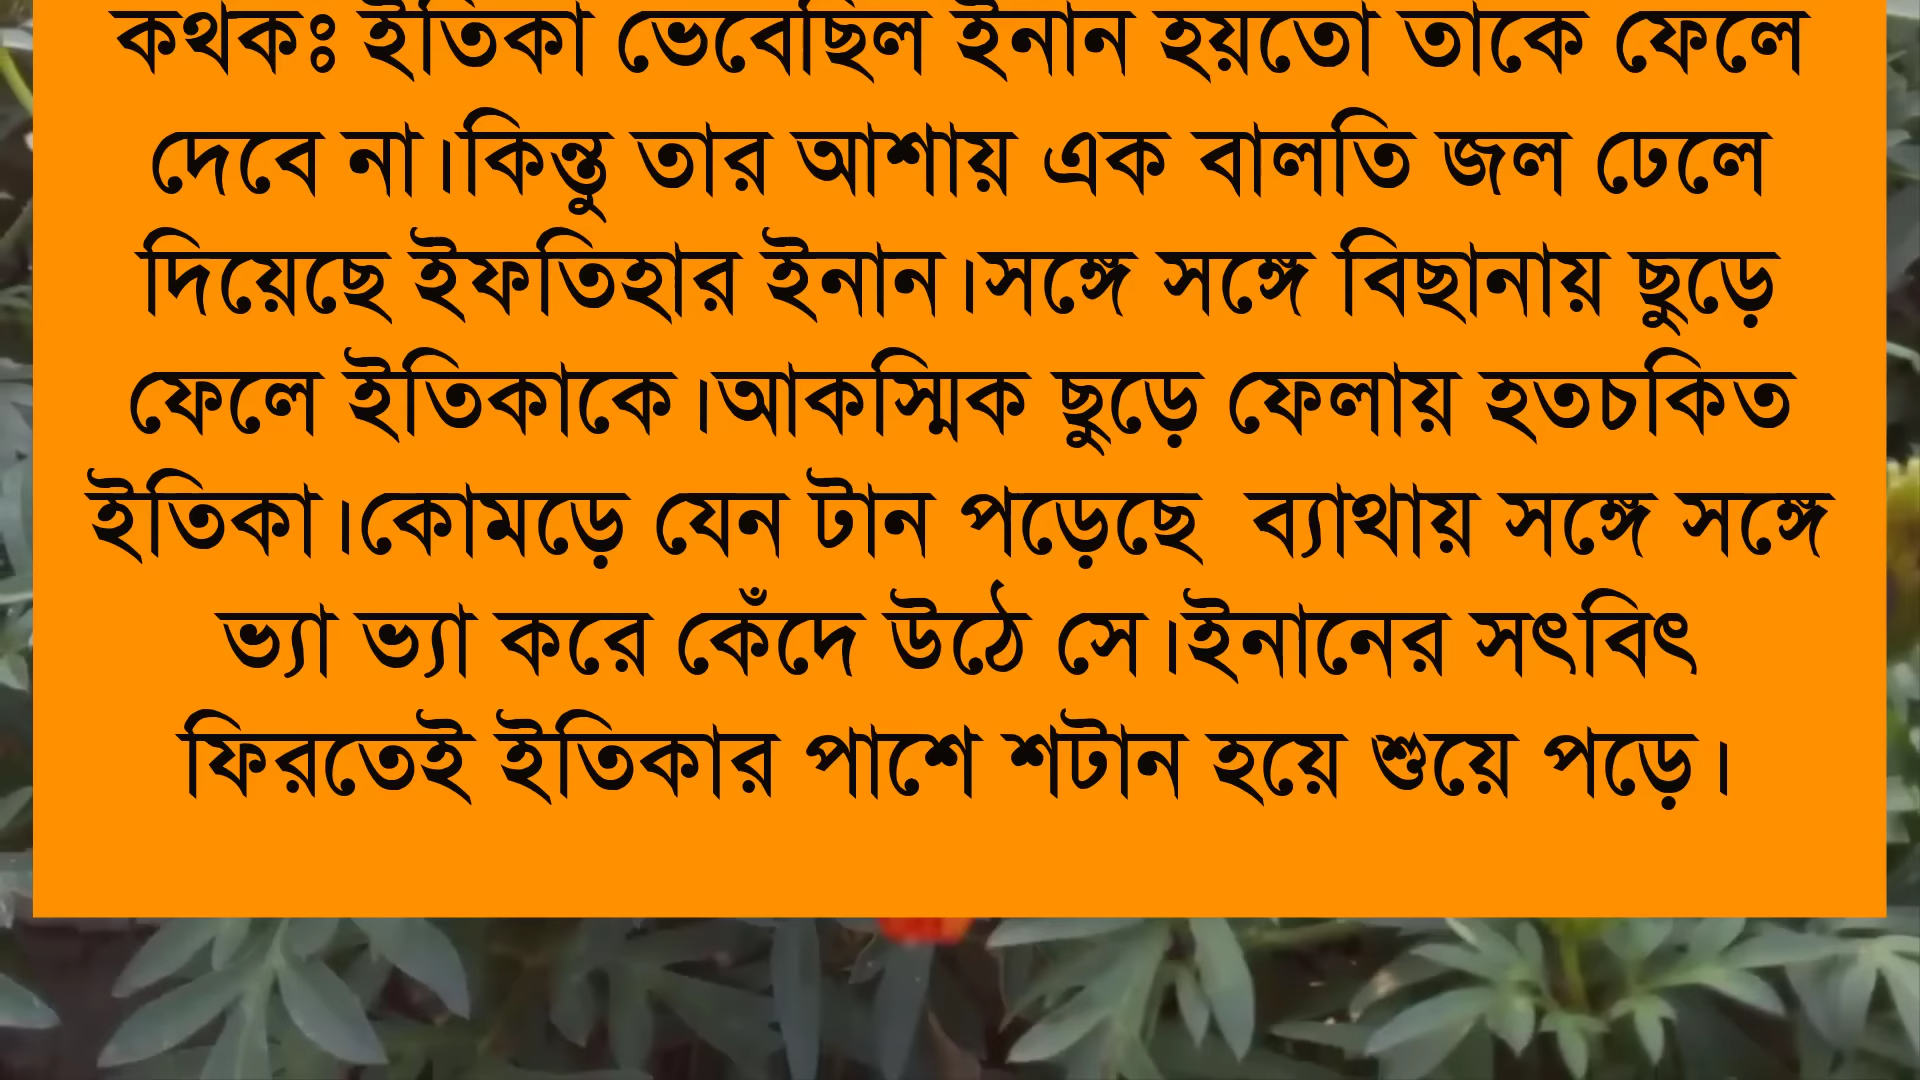 কথকঃ ইতিকা ভেবেছিল ইনান হয়তো তাকে ফেলে
দেবে না।কিন্তু তার আশায় এক বালতি জল ঢেলে
দিয়েছে ইফতিহার ইনান।সঙ্গে সঙ্গে বিছানায় ছুড়ে
ফেলে ইতিকাকে।আকস্মিক ছুড়ে ফেলায় হতচকিত
ইতিকা।কোমড়ে যেন টান পড়েছে ব্যাথায় সঙ্গে সঙ্গে
ভ্যা ভ্যা করে কেঁদে উঠে সে।ইনানের সৎবিৎ
ফিরতেই ইতিকার পাশে শটান হয়ে শুয়ে পড়ে।